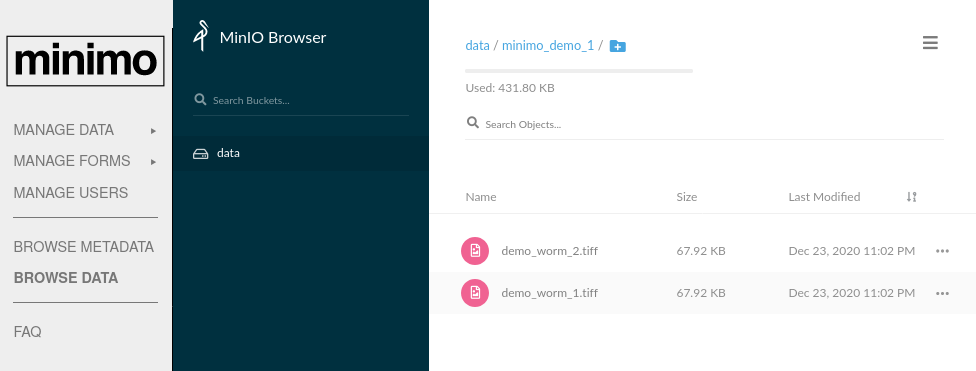 minimo
MANAGE DATA
MANAGE FORMS
MANAGE USERS
BROWSE METADATA
BROWSE DATA
FAQ
MinIO Browser
Search Buckets...
data
data / minimo_demo_1 /
Used: 431.80 KB
Search Objects...
Name Size Last Modified
demo_worm_2.tiff 67.92 KB Dec 23, 2020 11:02 PM
demo_worm_1.tiff 67.92 KB Dec 23, 2020 11:02 PM